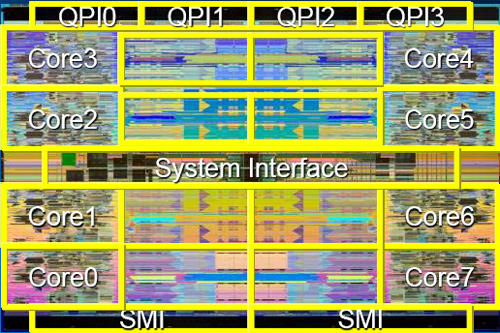 QPI0 QPI1 QPI2 QPI3
Core3 Core4
Core2 Core5
System Interface
Core1 Core6
Core0 Core7
SMI SMI